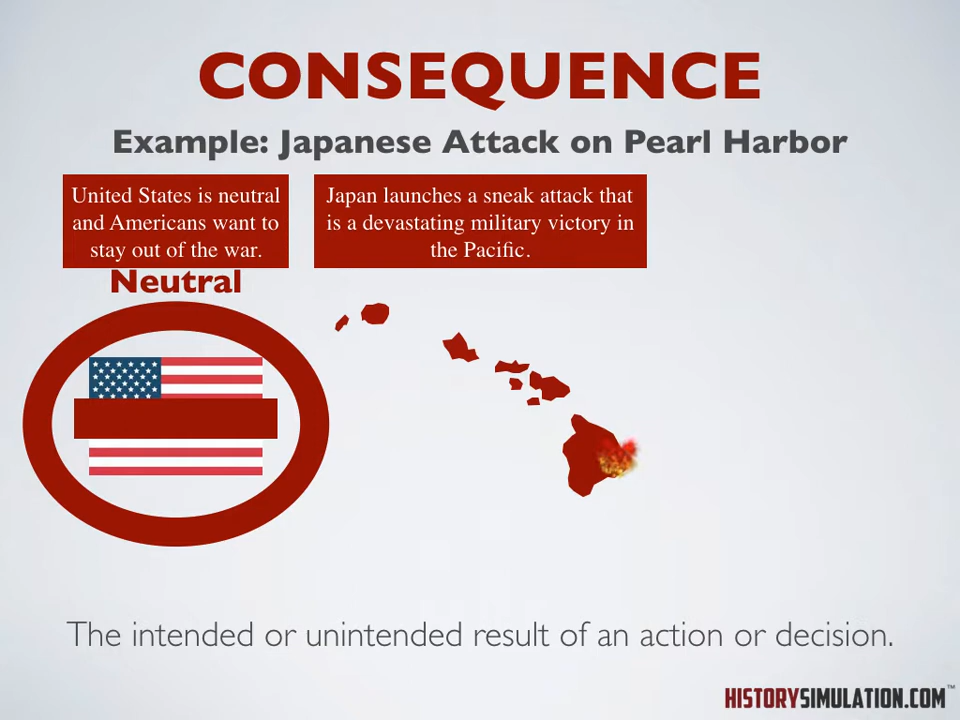 CONSEQUENCE
Example: Japanese Attack on Pearl Harbor
United States is neutral
and Americans want to
stay out of the war.
Japan launches a sneak attack that
is a devastating military victory in
the Pacific.
Neutral
The intended or unintended result of an action or decision.
HISTORYSIMULATION.COM™